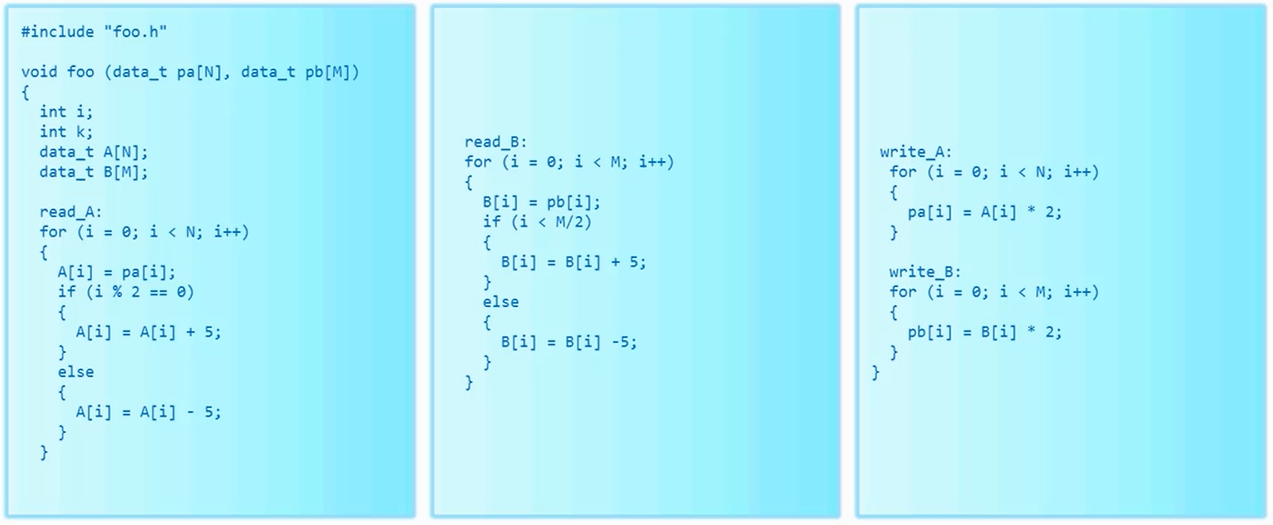 #include "foo.h"
void foo (data_t pa[N], data_t pb[M])
{
int i;
int k;
data_t A[N];
data_t B[M];
read_A:
for (i = 0; i < N; i++)
{
A[i] = pa[i];
if (i % 2 == 0)
{
A[i] = A[i] + 5;
}
else
{
A[i] = A[i] - 5;
}
}
read_B:
for (i = 0; i < M; i++)
{
B[i] = pb[i];
if (i < M/2)
{
B[i] = B[i] + 5;
}
else
{
B[i] = B[i] -5;
}
}
write_A:
for (i = 0; i < N; i++)
{
pa[i] = A[i] * 2;
}
write_B:
for (i = 0; i < M; i++)
{
pb[i] = B[i] * 2;
}
}